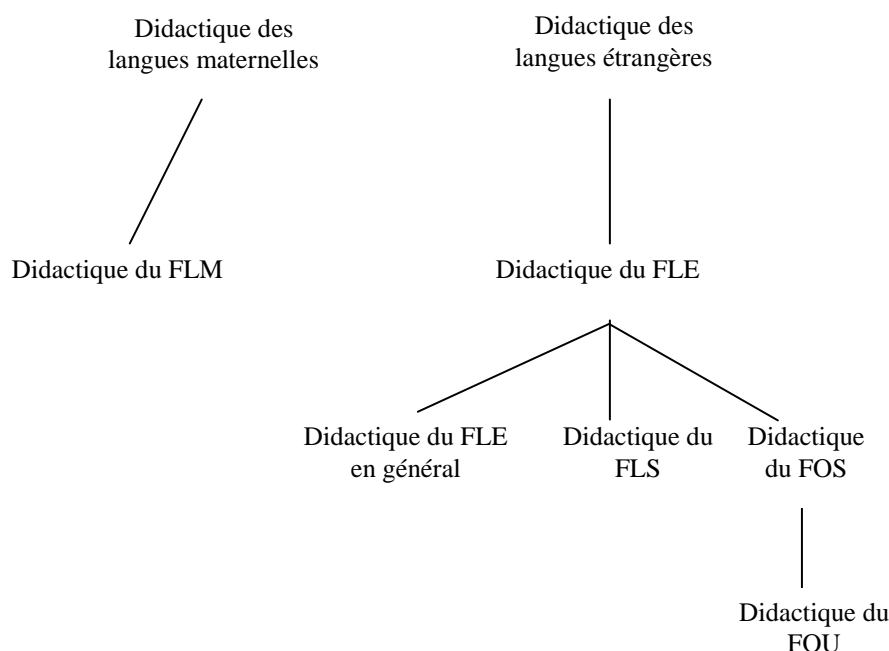 Didactique des
langues maternelles
Didactique des
langues étrangères
Didactique du FLM
Didactique du FLE
Didactique du FLE
en général
Didactique du
FLS
Didactique
du FOS
Didactique du
FOU